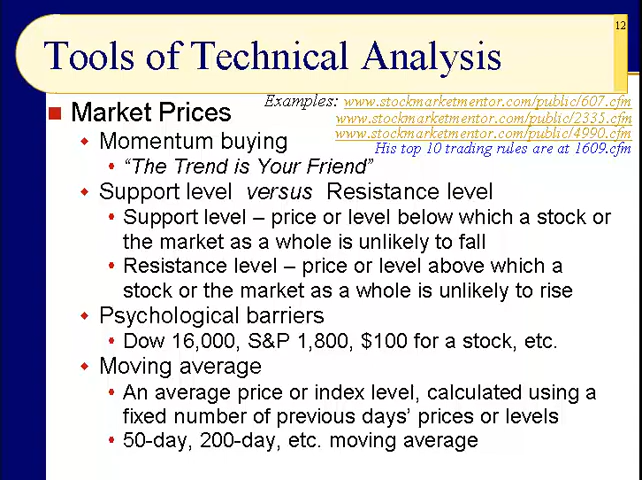 12
Tools of Technical Analysis
Examples: www.stockmarketmentor.com/public/607.cfm
www.stockmarketmentor.com/public/2335.cfm
www.stockmarketmentor.com/public/4990.cfm
His top 10 trading rules are at 1609.cfm
Market Prices
Momentum buying
“The Trend is Your Friend”
Support level versus Resistance level
Support level – price or level below which a stock or
the market as a whole is unlikely to fall
Resistance level – price or level above which a
stock or the market as a whole is unlikely to rise
Psychological barriers
Dow 16,000, S&P 1,800, $100 for a stock, etc.
Moving average
An average price or index level, calculated using a
fixed number of previous days’ prices or levels
50-day, 200-day, etc. moving average